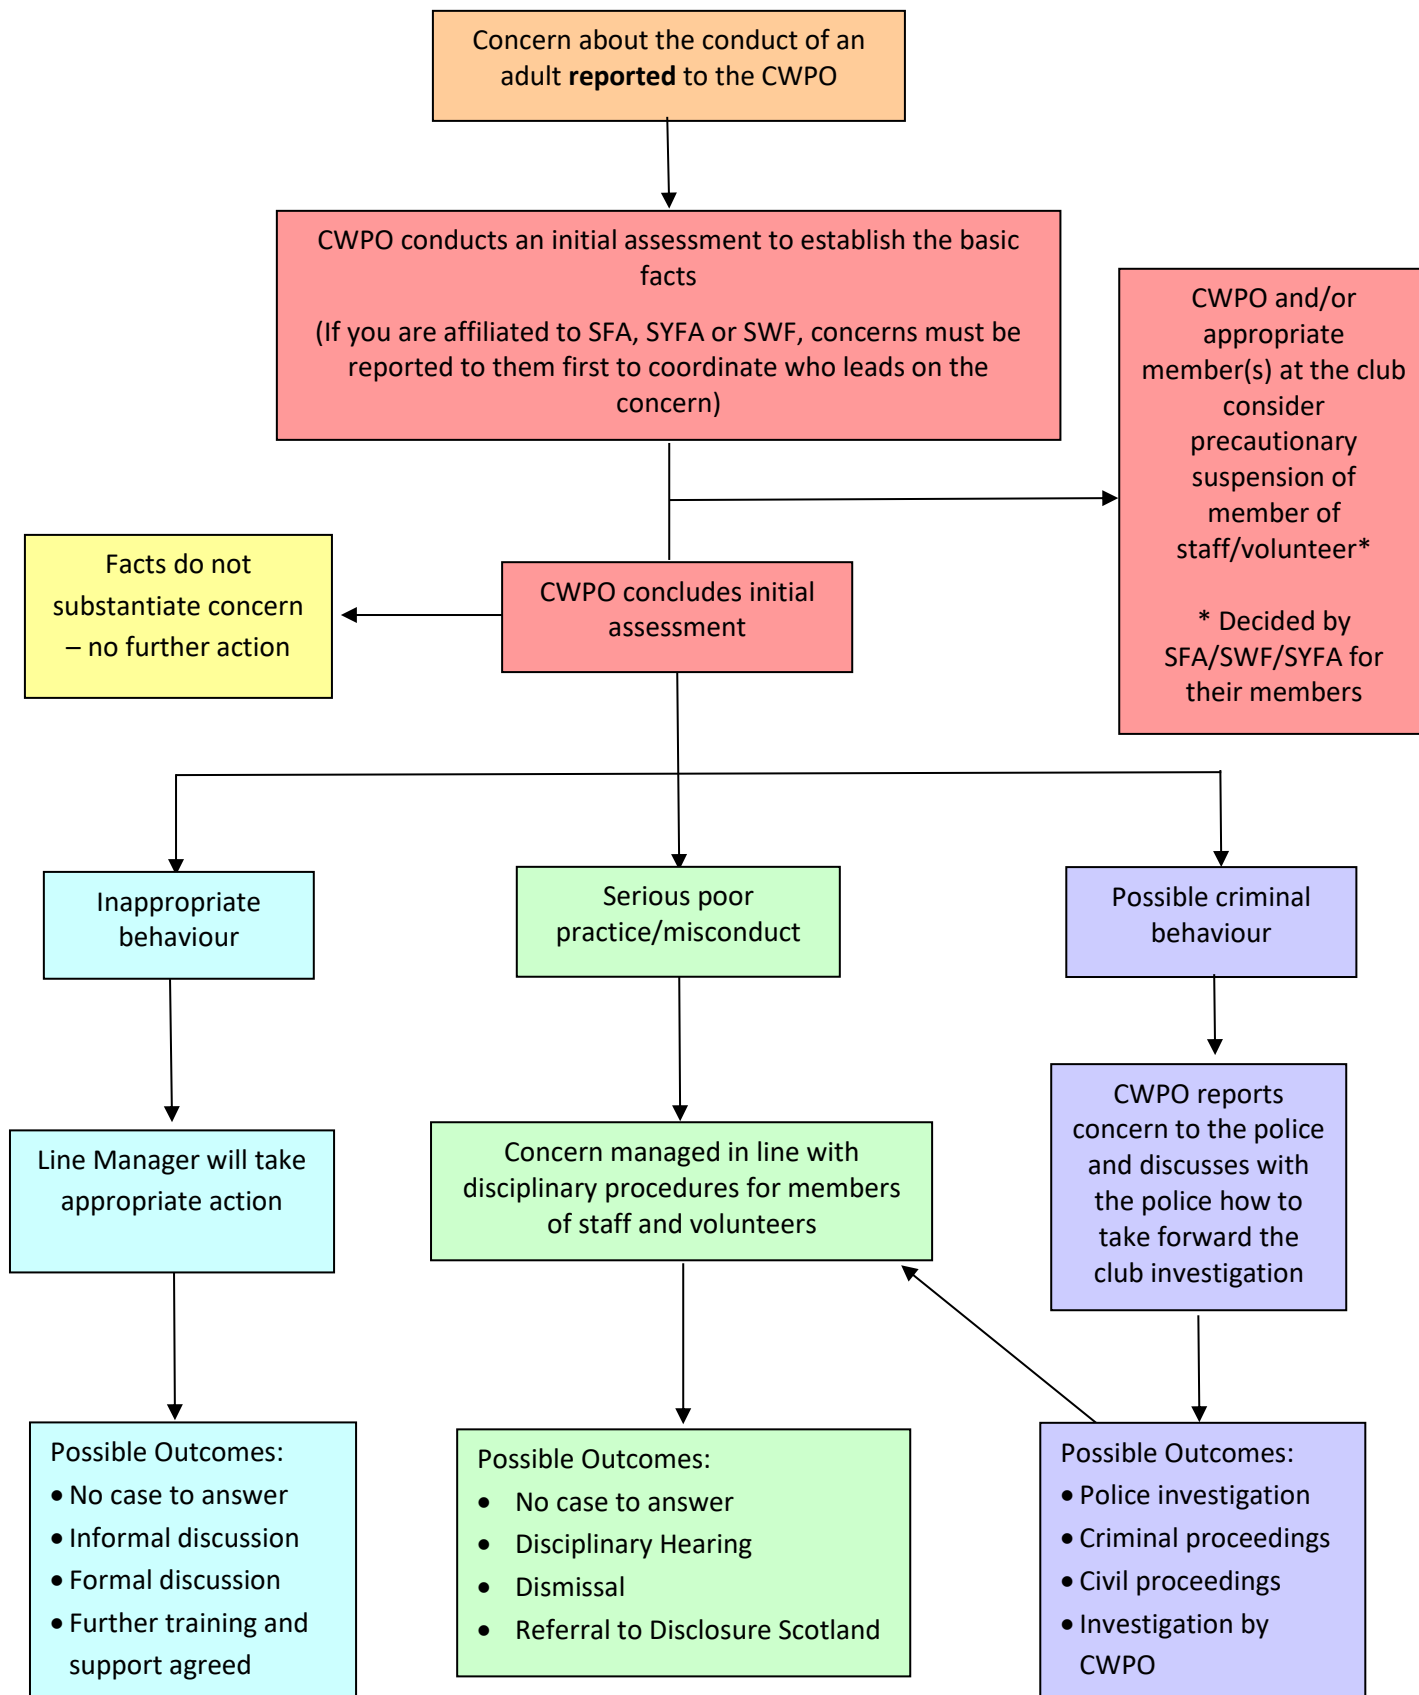 Concern about the conduct of an
adult reported to the CWPO
CWPO conducts an initial assessment to establish the basic
facts
(If you are affiliated to SFA, SYFA or SWF, concerns must be
reported to them first to coordinate who leads on the
concern)
CWPO and/or
appropriate
member(s) at the club
consider
precautionary
suspension of
member of
staff/volunteer*
* Decided by
SFA/SWF/SYFA for
their members
Facts do not
substantiate concern
– no further action
CWPO concludes initial
assessment
Inappropriate
behaviour
Serious poor
practice/misconduct
Possible criminal
behaviour
Line Manager will take
appropriate action
Concern managed in line with
disciplinary procedures for members
of staff and volunteers
CWPO reports
concern to the police
and discusses with
the police how to
take forward the
club investigation
Possible Outcomes:
• No case to answer
• Informal discussion
• Formal discussion
• Further training and
support agreed
Possible Outcomes:
• No case to answer
• Disciplinary Hearing
• Dismissal
• Referral to Disclosure Scotland
Possible Outcomes:
• Police investigation
• Criminal proceedings
• Civil proceedings
• Investigation by
CWPO